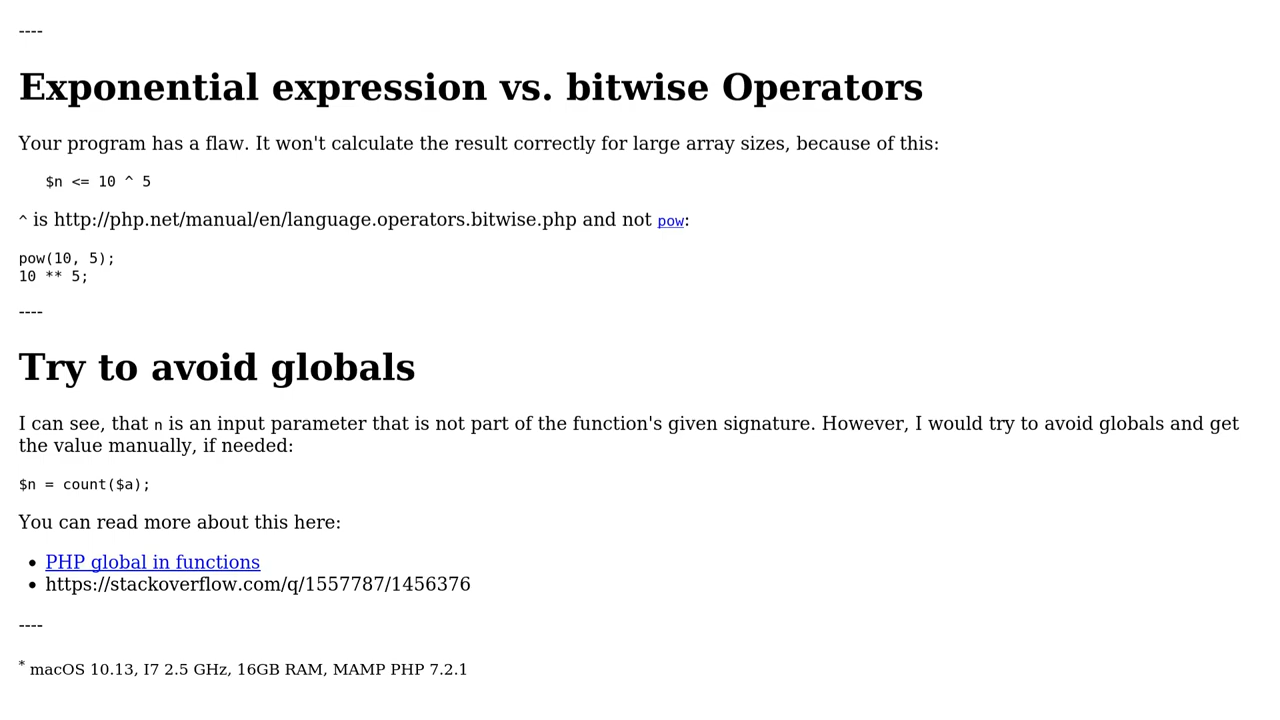 ----
Exponential expression vs. bitwise Operators
Your program has a flaw. It won't calculate the result correctly for large array sizes, because of this:
$n <= 10 ^ 5
^ is http://php.net/manual/en/language.operators.bitwise.php and not pow:
pow(10, 5);
10 ** 5;
----
Try to avoid globals
I can see, that n is an input parameter that is not part of the function's given signature. However, I would try to avoid globals and get
the value manually, if needed:
$n = count($a);
You can read more about this here:
• PHP global in functions
• https://stackoverflow.com/q/1557787/1456376
----
* macOS 10.13, I7 2.5 GHz, 16GB RAM, MAMP PHP 7.2.1